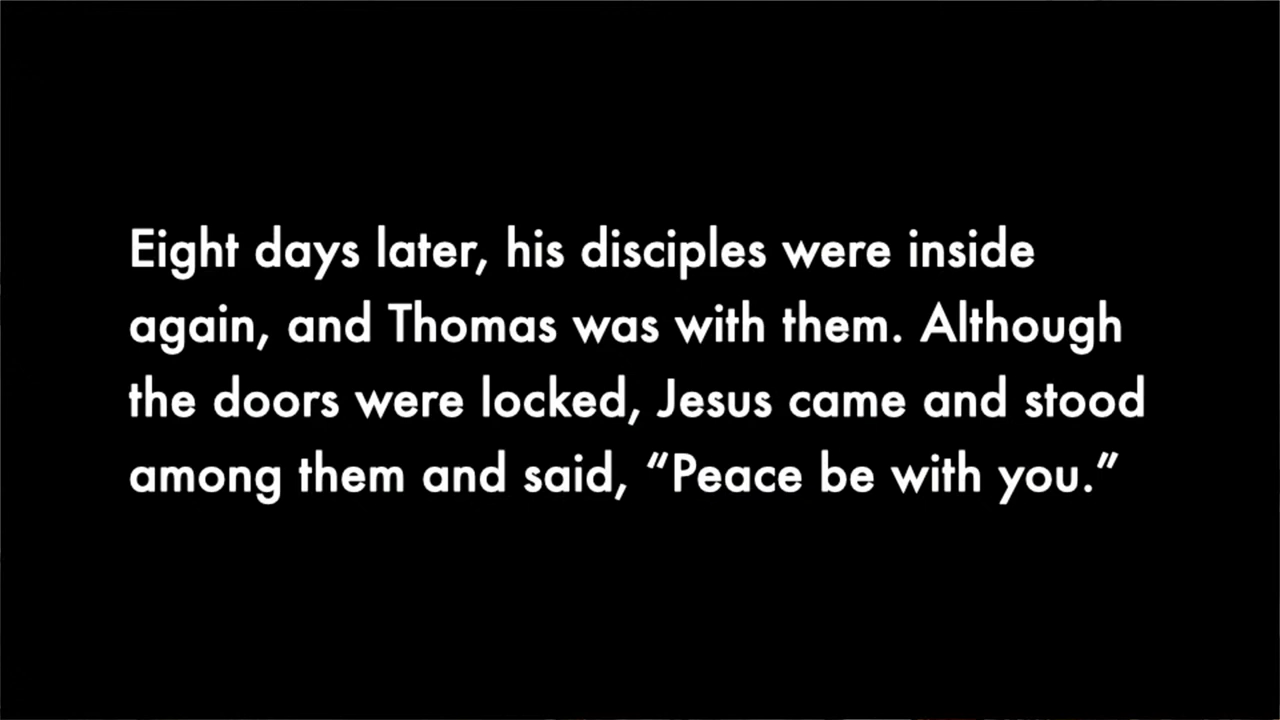 Eight days later, his disciples were inside
again, and Thomas was with them. Although
the doors were locked, Jesus came and stood
among them and said, “Peace be with you.”